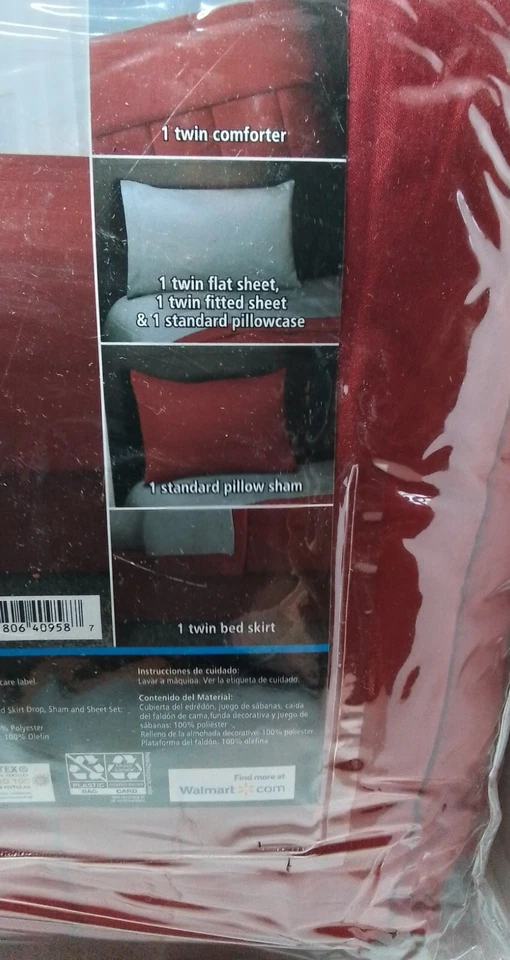 1 twin comforter
1 twin flat sheet,
1 twin fitted sheet
& 1 standard pillowcase
1 standard pillow sham
1 twin bed skirt
806 40958 7
care label.
d Skirt Drop, Sham and Sheet Set:
% Polyester
100% Olefin
Instrucciones de cuidado:
Lavar a máquina. Ver la etiqueta de cuidado.
Contenido del Material:
Cubierta del edredón, juego de sábanas, caída
del faldón de cama, funda decorativa y juego de
sábanas: 100% poliester
Relleno de la almohada decorative: 100% poliester
Plataforma del faldón: 100% olefina
TEX®
PLASTIC
BAG
CARD
Find more at
Walmart.com